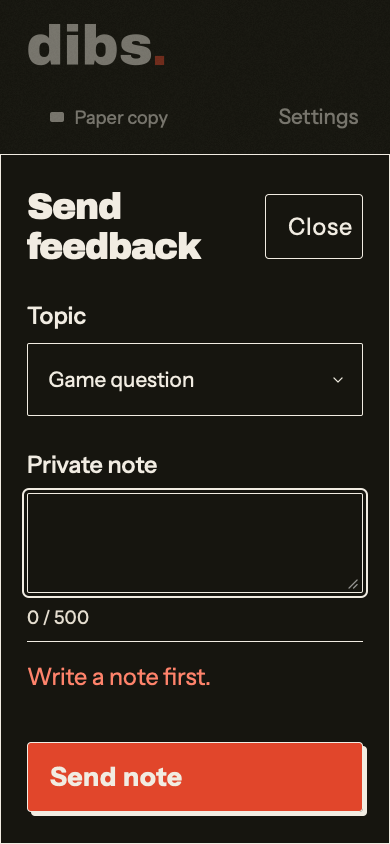 dibs.
Paper copy
Settings
Send
feedback
Close
Topic
Game question
Private note
0 / 500
Write a note first.
Send note